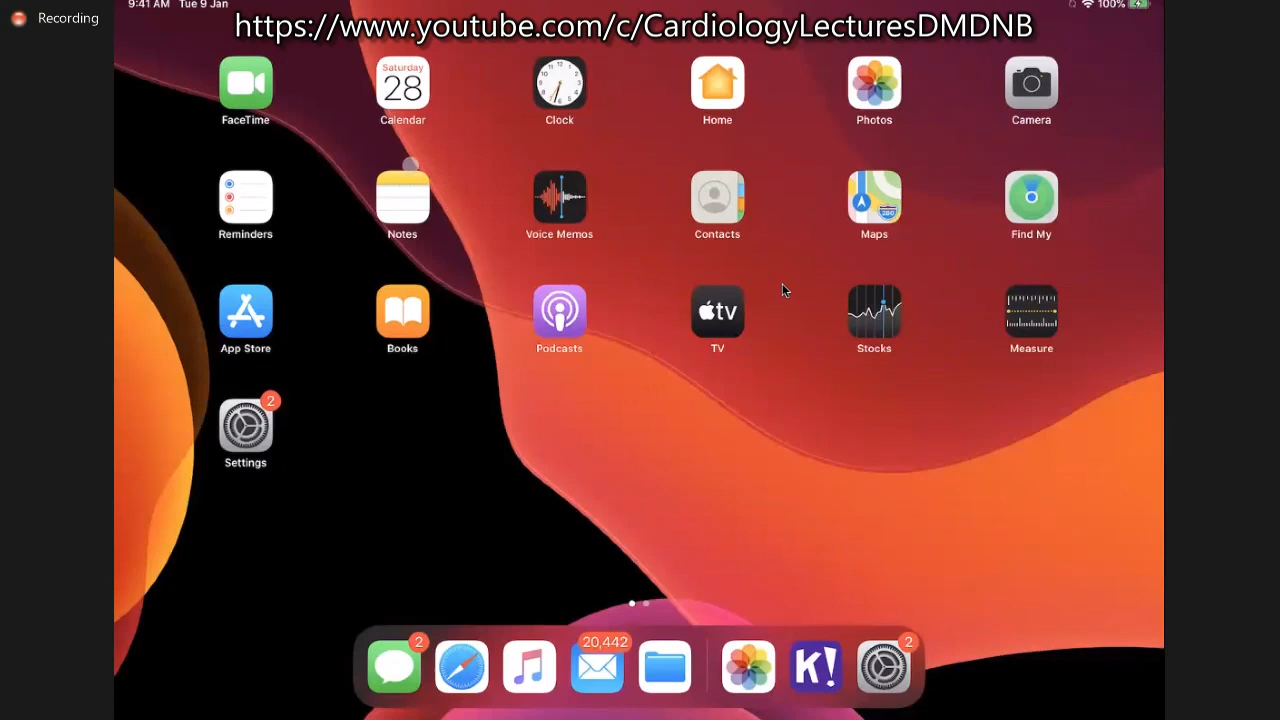 9:41 AM Tue 9 Jan
100%
Recording
https://www.youtube.com/c/CardiologyLecturesDMDNB
FaceTime
Saturday
28
Calendar
Clock
Home
Photos
Camera
Reminders
Notes
Voice Memos
Contacts
280
Maps
Find My
App Store
Books
Podcasts
tv
TV
Stocks
Measure
2
Settings
2
20,442
K!
2